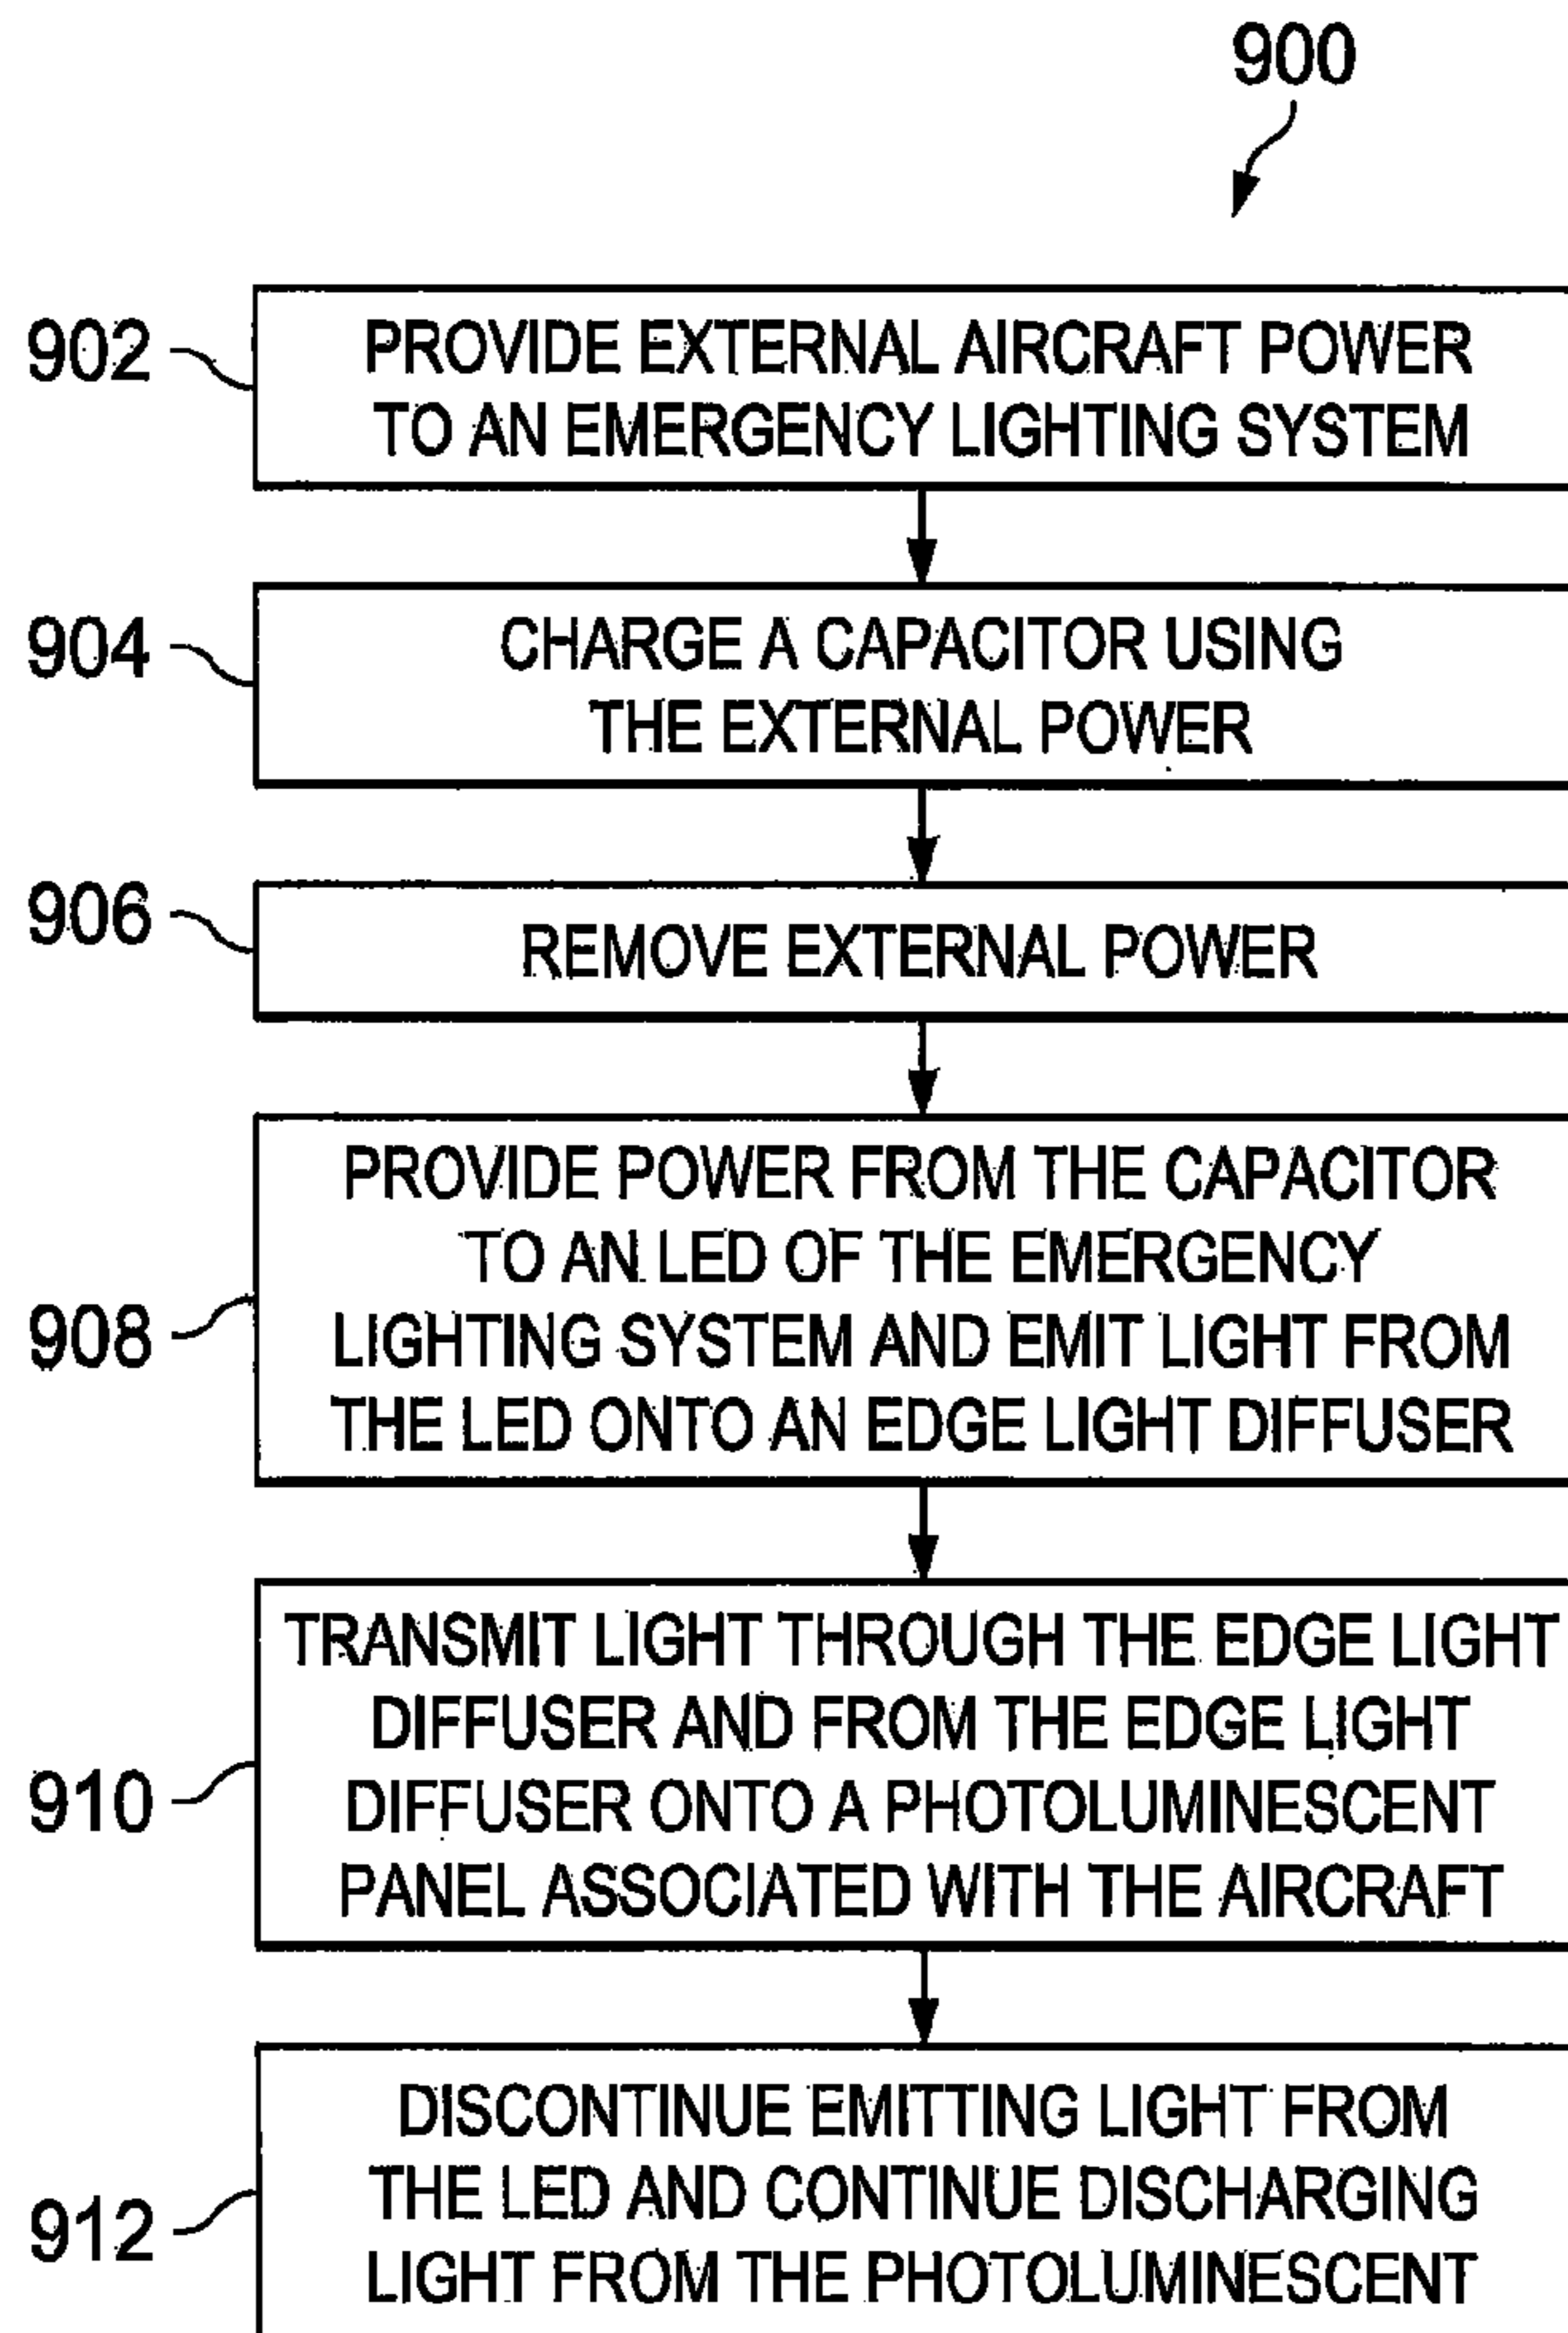 900
902
PROVIDE EXTERNAL AIRCRAFT POWER
TO AN EMERGENCY LIGHTING SYSTEM
904
CHARGE A CAPACITOR USING
THE EXTERNAL POWER
906
REMOVE EXTERNAL POWER
908
PROVIDE POWER FROM THE CAPACITOR
TO AN LED OF THE EMERGENCY
LIGHTING SYSTEM AND EMIT LIGHT FROM
THE LED ONTO AN EDGE LIGHT DIFFUSER
910
TRANSMIT LIGHT THROUGH THE EDGE LIGHT
DIFFUSER AND FROM THE EDGE LIGHT
DIFFUSER ONTO A PHOTOLUMINESCENT
PANEL ASSOCIATED WITH THE AIRCRAFT
912
DISCONTINUE EMITTING LIGHT FROM
THE LED AND CONTINUE DISCHARGING
LIGHT FROM THE PHOTOLUMINESCENT